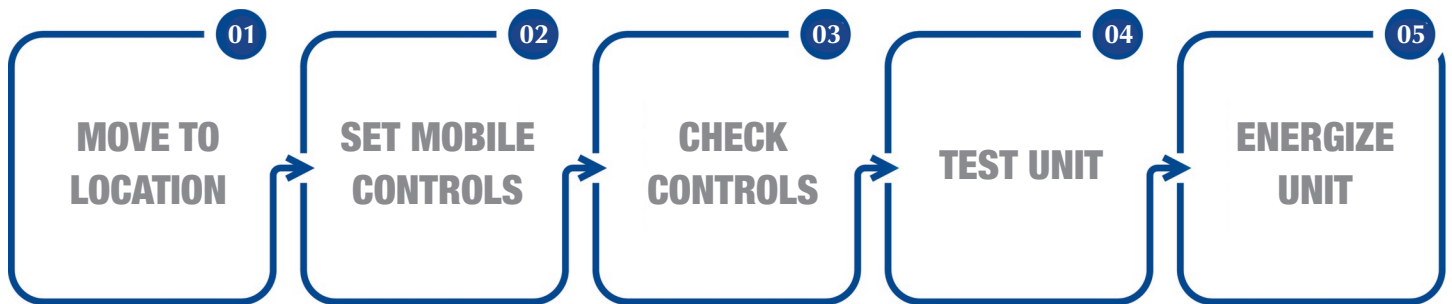 01
MOVE TO
LOCATION
02
SET MOBILE
CONTROLS
03
CHECK
CONTROLS
04
TEST UNIT
05
ENERGIZE
UNIT